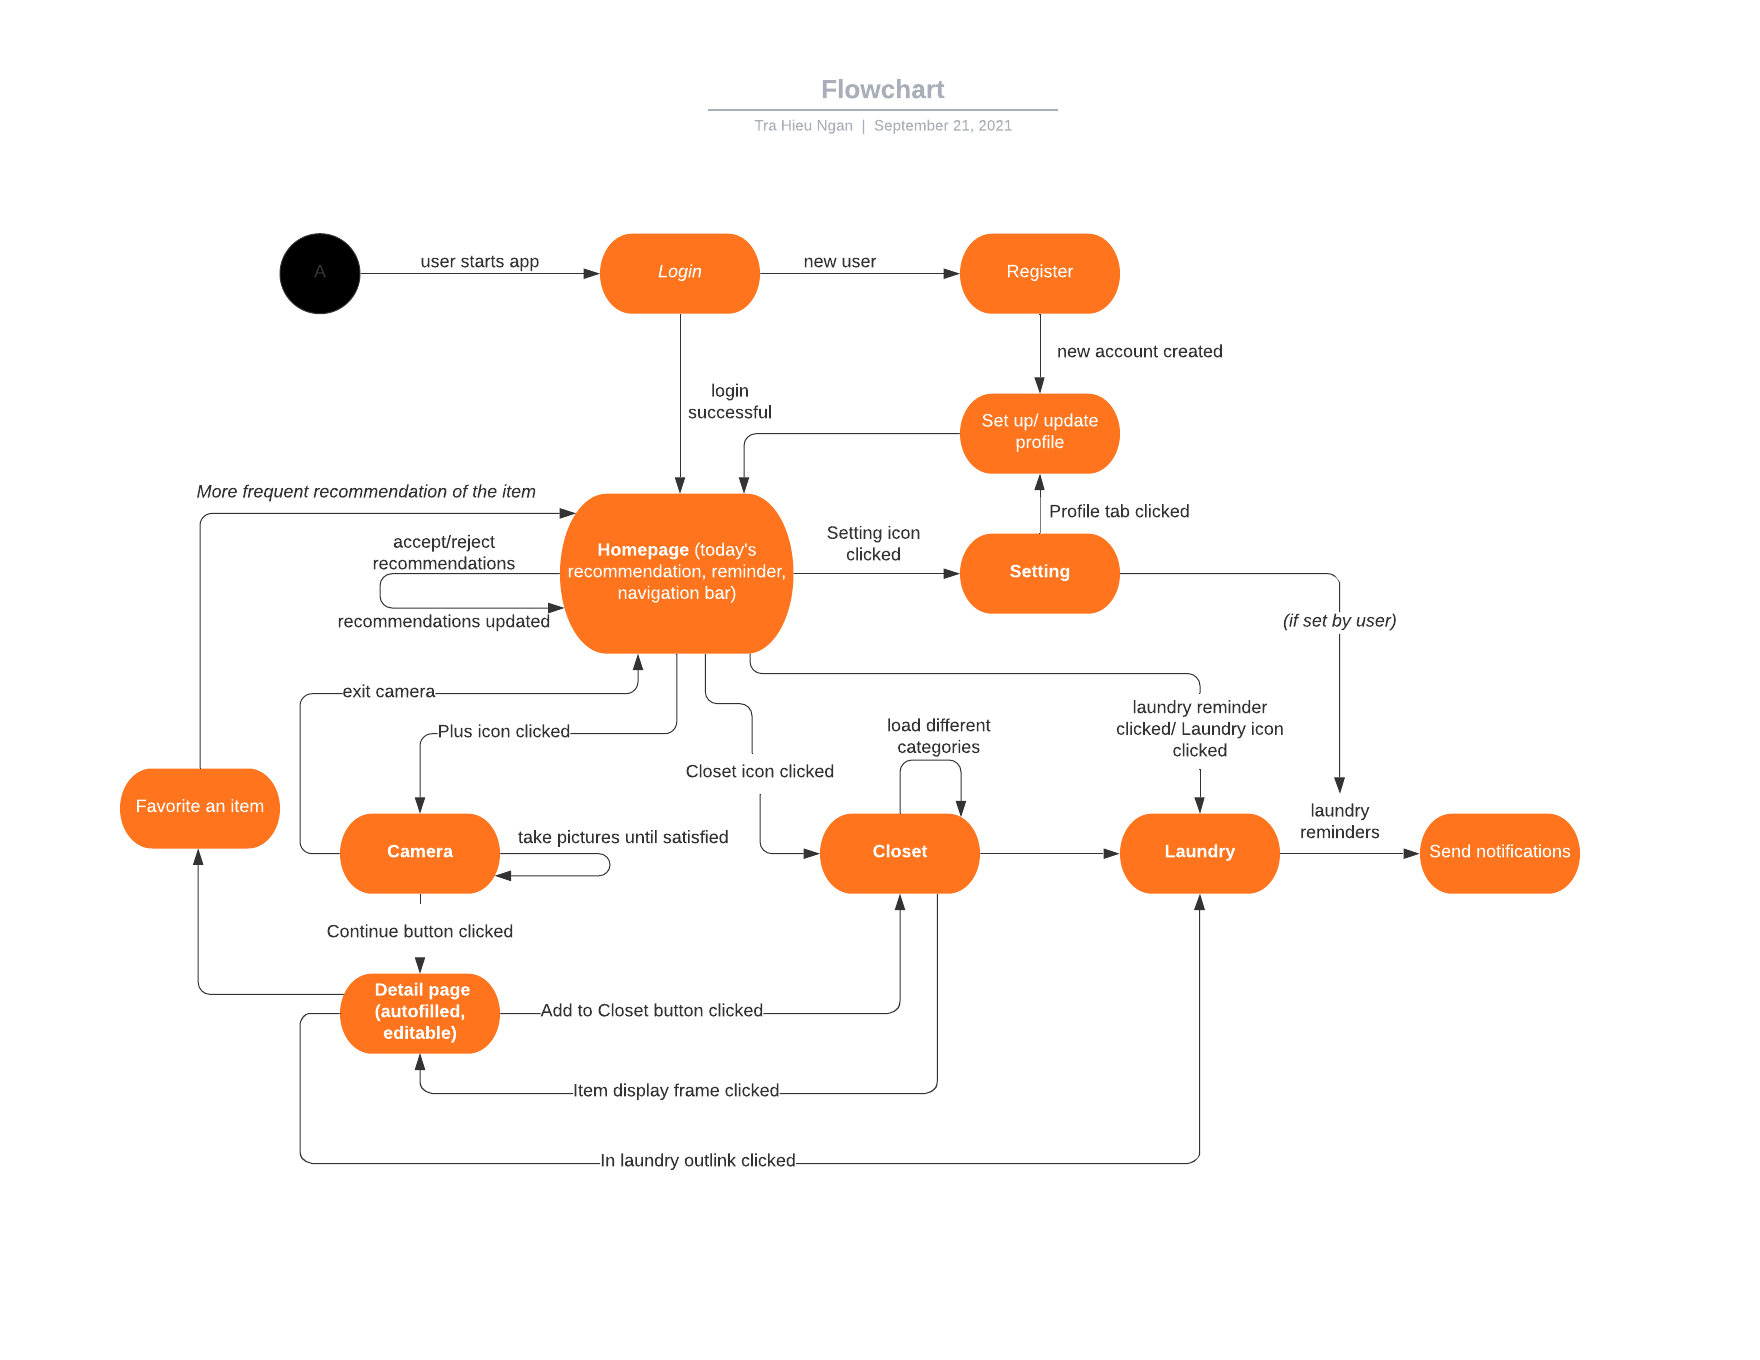 Flowchart
Tra Hieu Ngan | September 21, 2021
A
user starts app
Login
new user
Register
new account created
login
successful
Set up/ update
profile
More frequent recommendation of the item
Profile tab clicked
accept/reject
recommendations
Homepage (today's
recommendation, reminder,
navigation bar)
Setting icon
clicked
Setting
recommendations updated
(if set by user)
exit camera
Plus icon clicked
Closet icon clicked
load different
categories
laundry reminder
clicked/ Laundry icon
clicked
Favorite an item
Camera
take pictures until satisfied
Closet
Laundry
laundry
reminders
Send notifications
Continue button clicked
Detail page
(autofilled,
editable)
Add to Closet button clicked
Item display frame clicked
In laundry outlink clicked